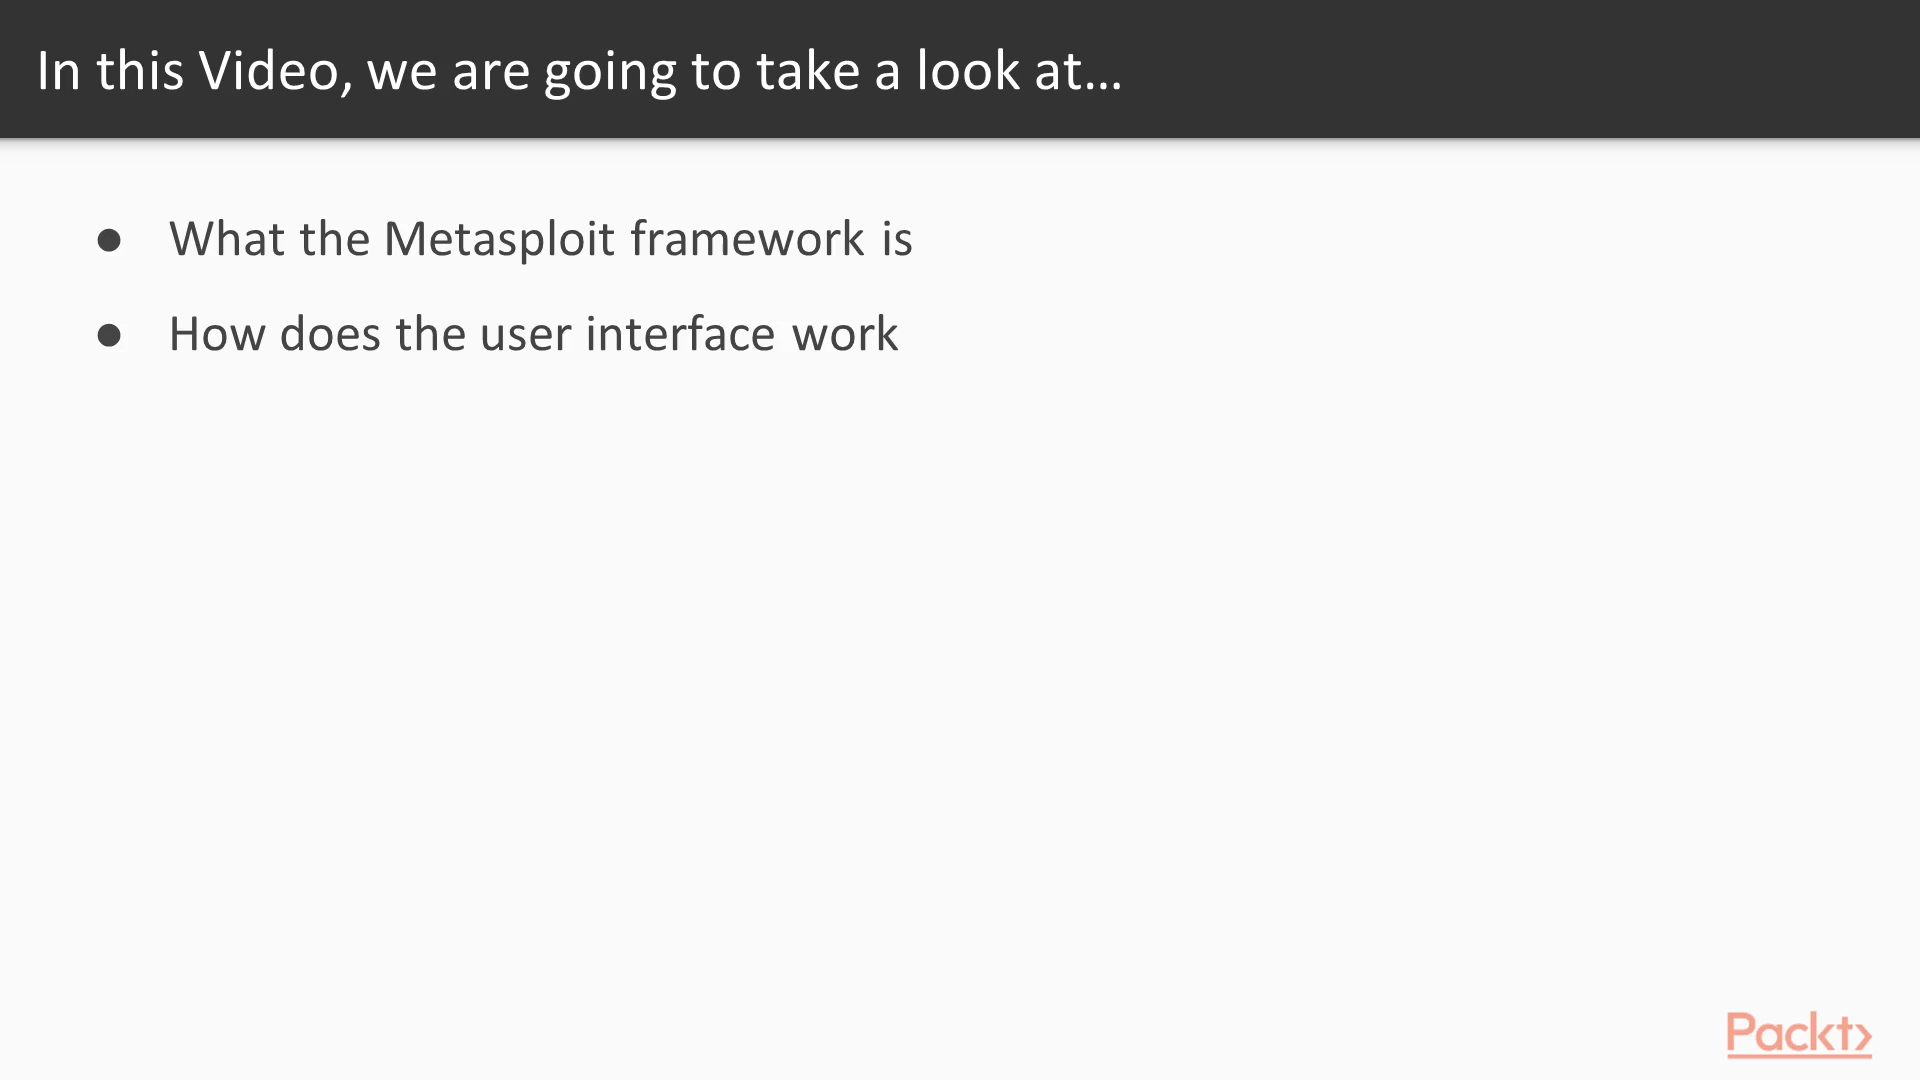 In this Video, we are going to take a look at...
● What the Metasploit framework is
● How does the user interface work
Packt>